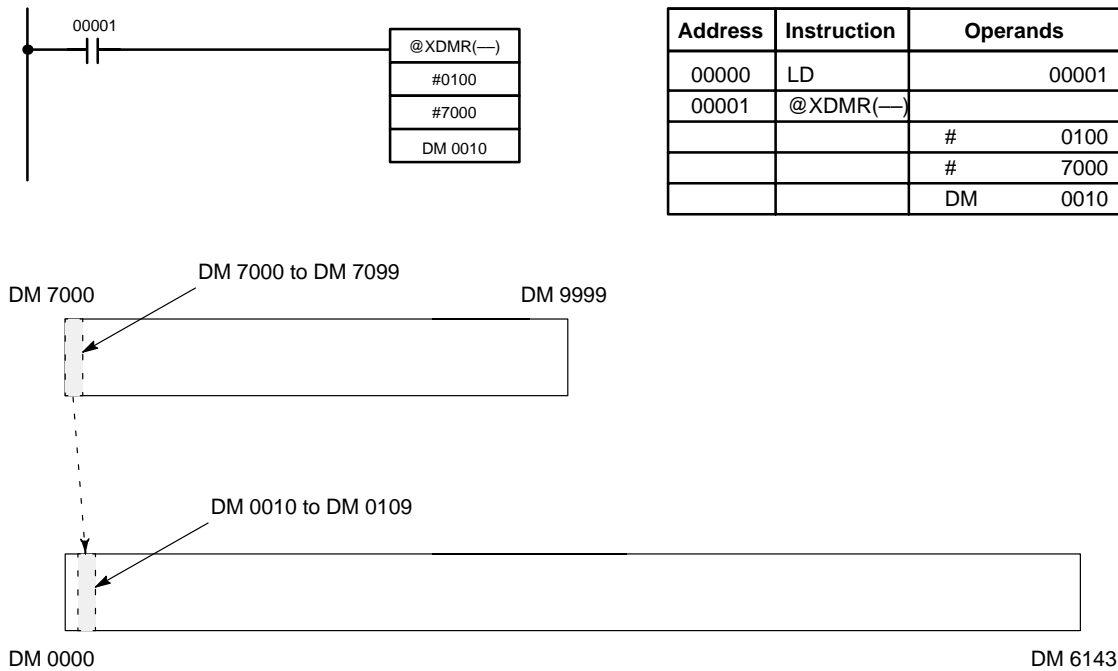 00001
@XDMR(––)
#0100
#7000
DM 0010
Address Instruction Operands
00000 LD 00001
00001 @XDMR(––)
# 0100
# 7000
DM 0010
DM 7000 to DM 7099
DM 7000 DM 9999
DM 0010 to DM 0109
DM 0000 DM 6143